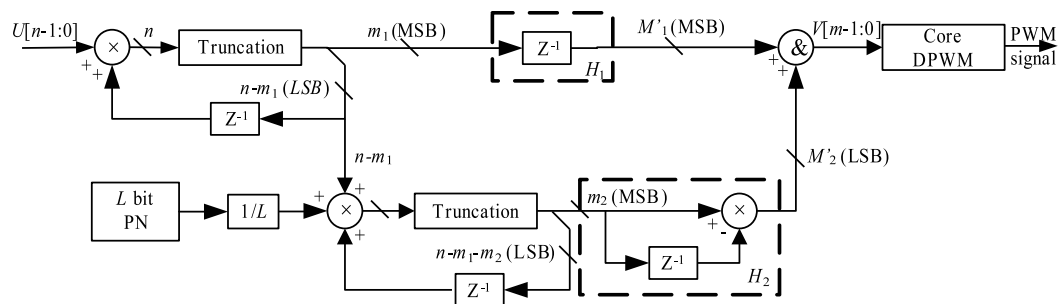 U[n-1:0]
×
n
Truncation
m₁(MSB)
Z⁻¹
H₁
M'₁(MSB)
&
V[m-1:0]
Core
DPWM
PWM
signal
+
+
+
+
n-m₁(LSB)
Z⁻¹
n-m₁
M'₂(LSB)
L bit
PN
1/L
+
+
×
+
Truncation
m₂(MSB)
+
-
×
n-m₁-m₂(LSB)
Z⁻¹
Z⁻¹
H₂